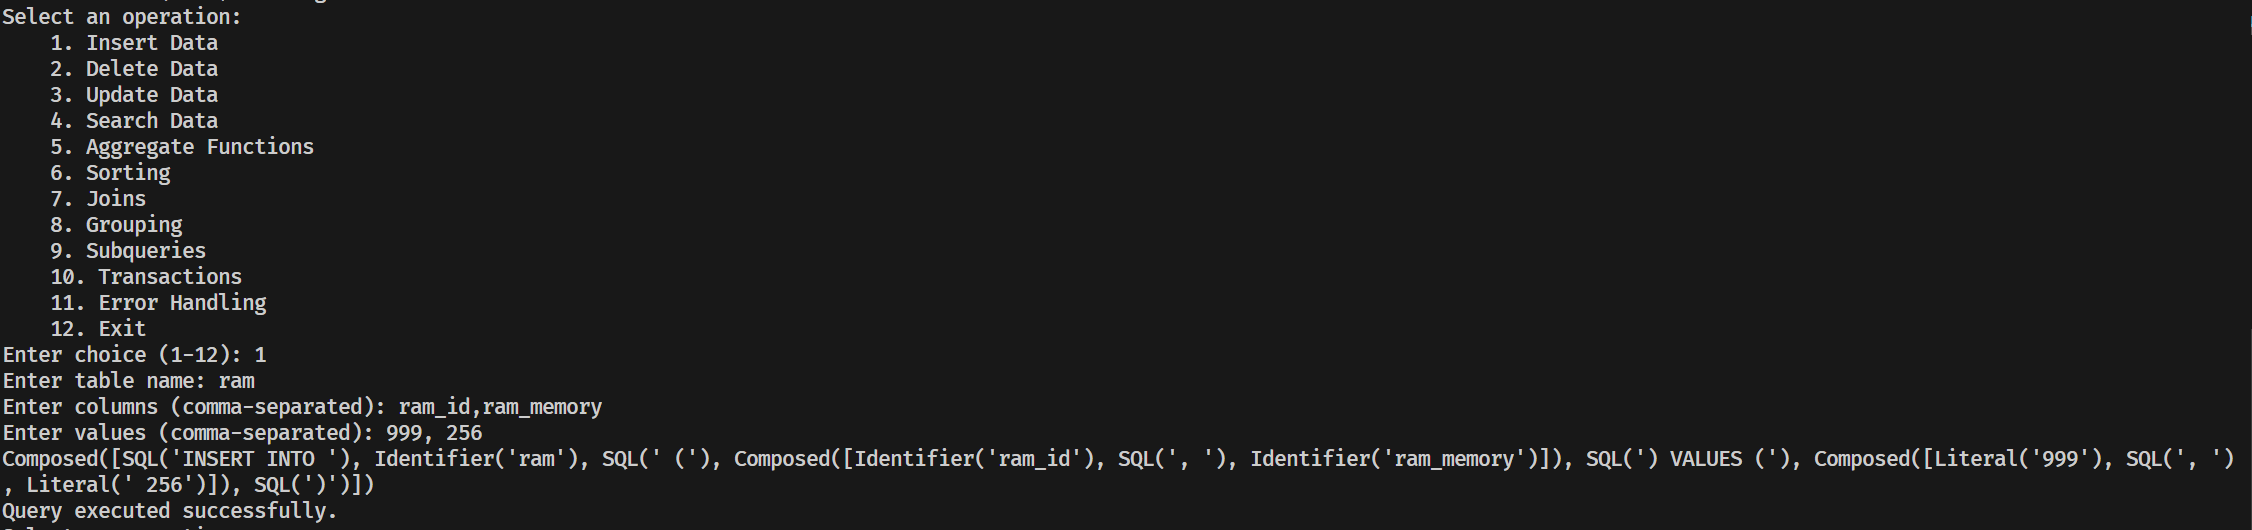 Select an operation:
    1. Insert Data
    2. Delete Data
    3. Update Data
    4. Search Data
    5. Aggregate Functions
    6. Sorting
    7. Joins
    8. Grouping
    9. Subqueries
    10. Transactions
    11. Error Handling
    12. Exit
Enter choice (1-12): 1
Enter table name: ram
Enter columns (comma-separated): ram_id,ram_memory
Enter values (comma-separated): 999, 256
Composed([SQL('INSERT INTO '), Identifier('ram'), SQL(' ('), Composed([Identifier('ram_id'), SQL(', '), Identifier('ram_memory')]), SQL(') VALUES ('), Composed([Literal('999'), SQL(', ')
, Literal(' 256')]), SQL(')')])
Query executed successfully.